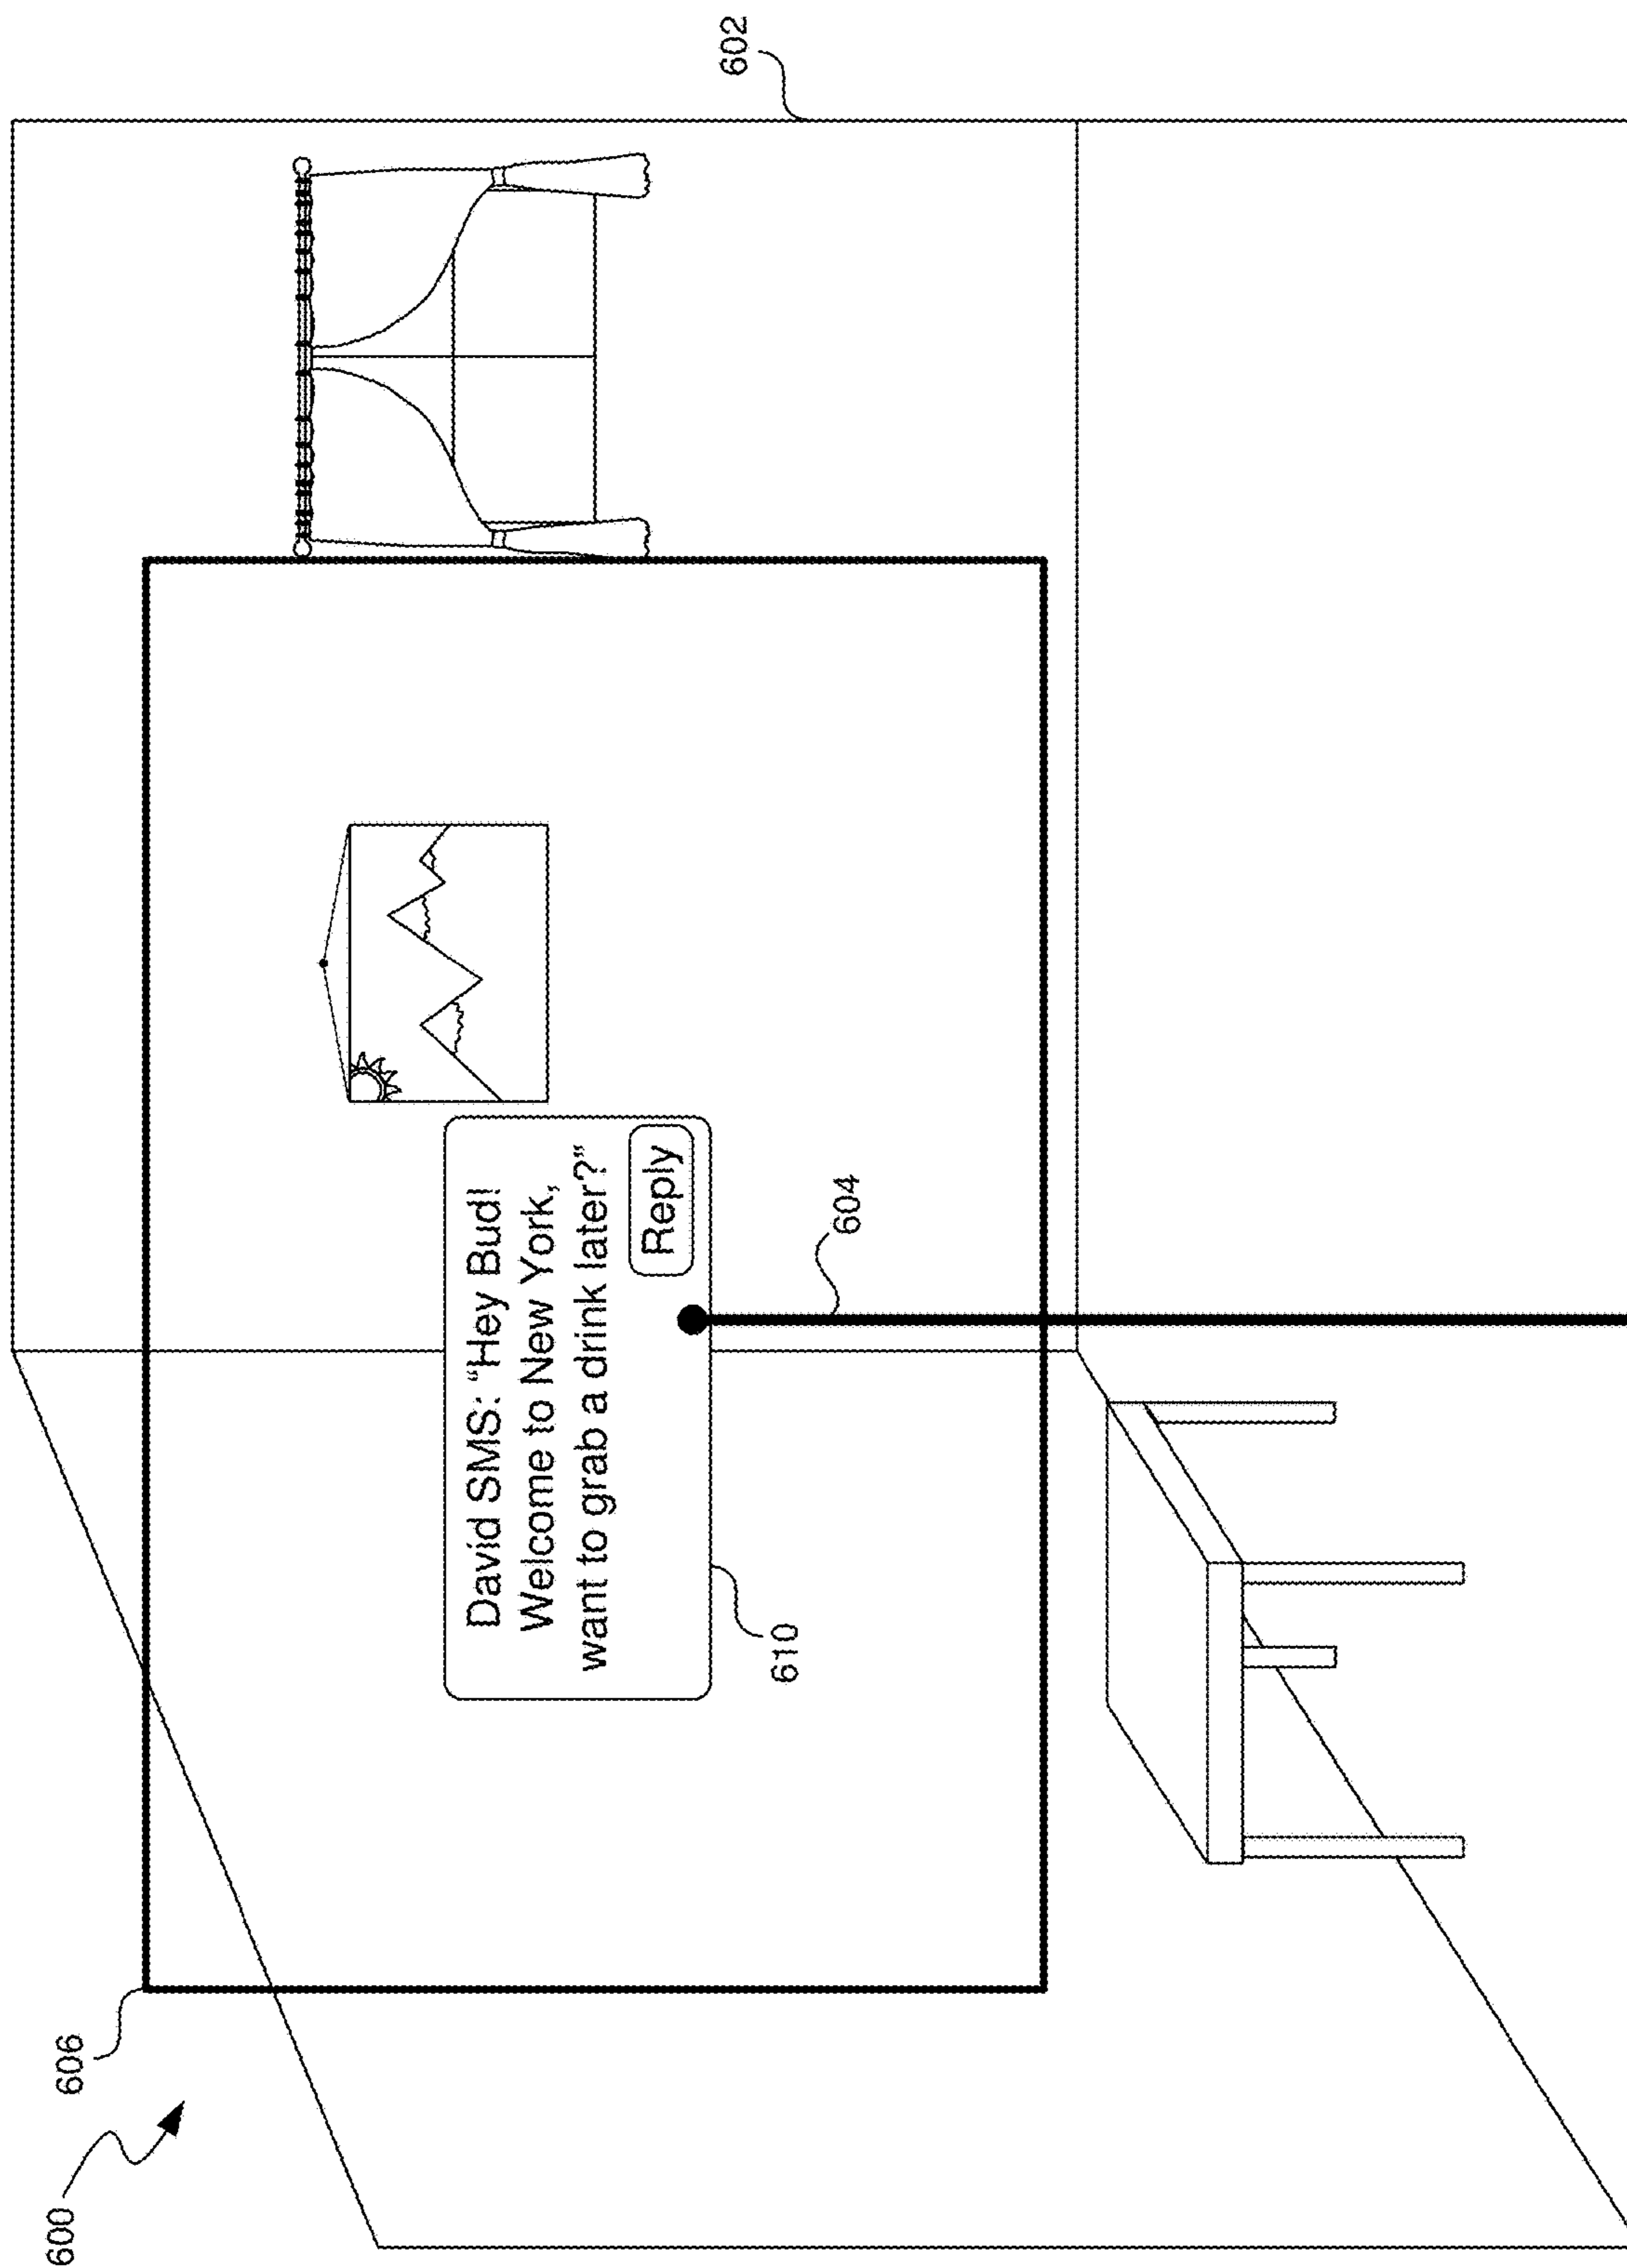 600
606
602
David SMS: “Hey Bud!
Welcome to New York,
want to grab a drink later?”
Reply
610
604